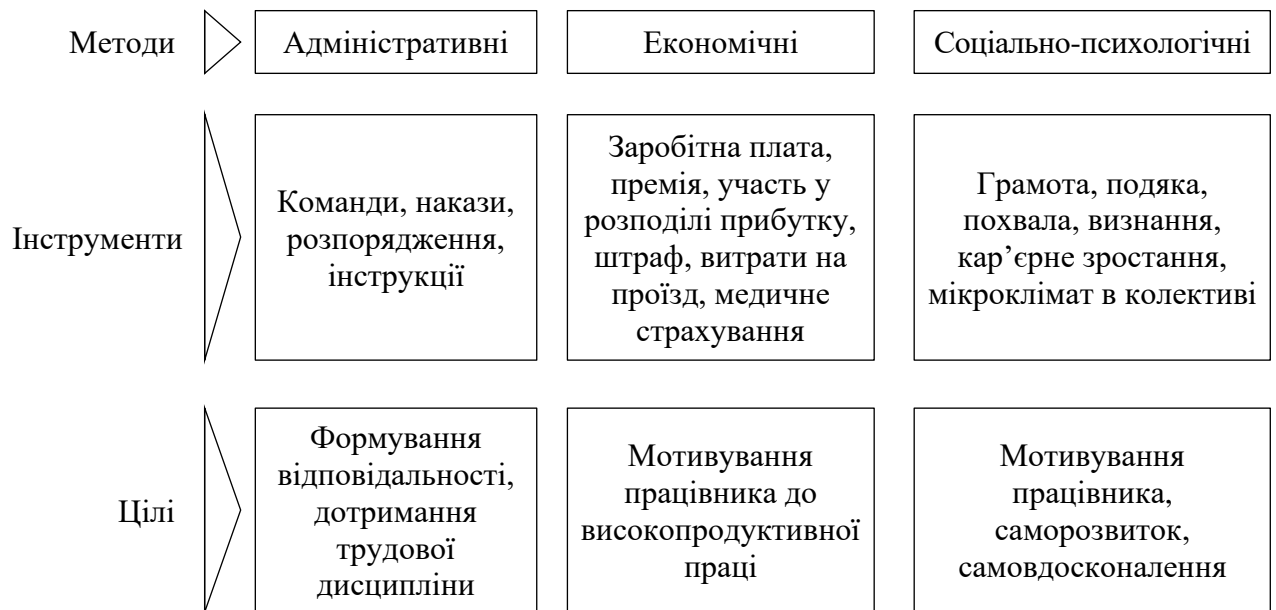 Методи
Адміністративні
Економічні
Соціально-психологічні
Інструменти
Команди, накази,
розпорядження,
інструкції
Заробітна плата,
премія, участь у
розподілі прибутку,
штраф, витрати на
проїзд, медичне
страхування
Грамота, подяка,
похвала, визнання,
кар’єрне зростання,
мікроклімат в колективі
Цілі
Формування
відповідальності,
дотримання
трудової
дисципліни
Мотивування
працівника до
високопродуктивної
праці
Мотивування
працівника,
саморозвиток,
самовдосконалення